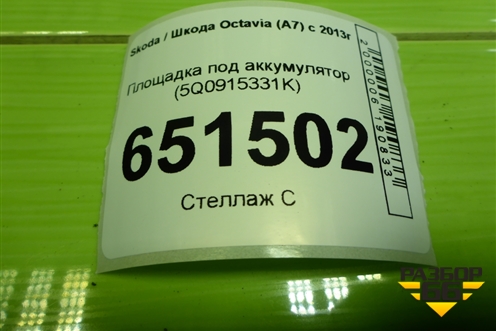 Skoda / Шкода Octavia (A7) с 2013г
Площадка под аккумулятор
(5Q0915331K)
651502
Стеллаж С
2000006190833
РАЗБОР